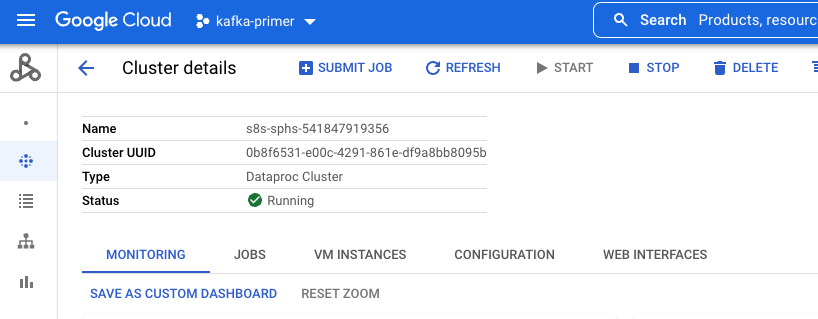 Google Cloud kafka-primer Search Products, resourc
Cluster details SUBMIT JOB REFRESH START STOP DELETE
Name s8s-sphs-541847919356
Cluster UUID 0b8f6531-e00c-4291-861e-df9a8bb8095b
Type Dataproc Cluster
Status Running
MONITORING JOBS VM INSTANCES CONFIGURATION WEB INTERFACES
SAVE AS CUSTOM DASHBOARD RESET ZOOM